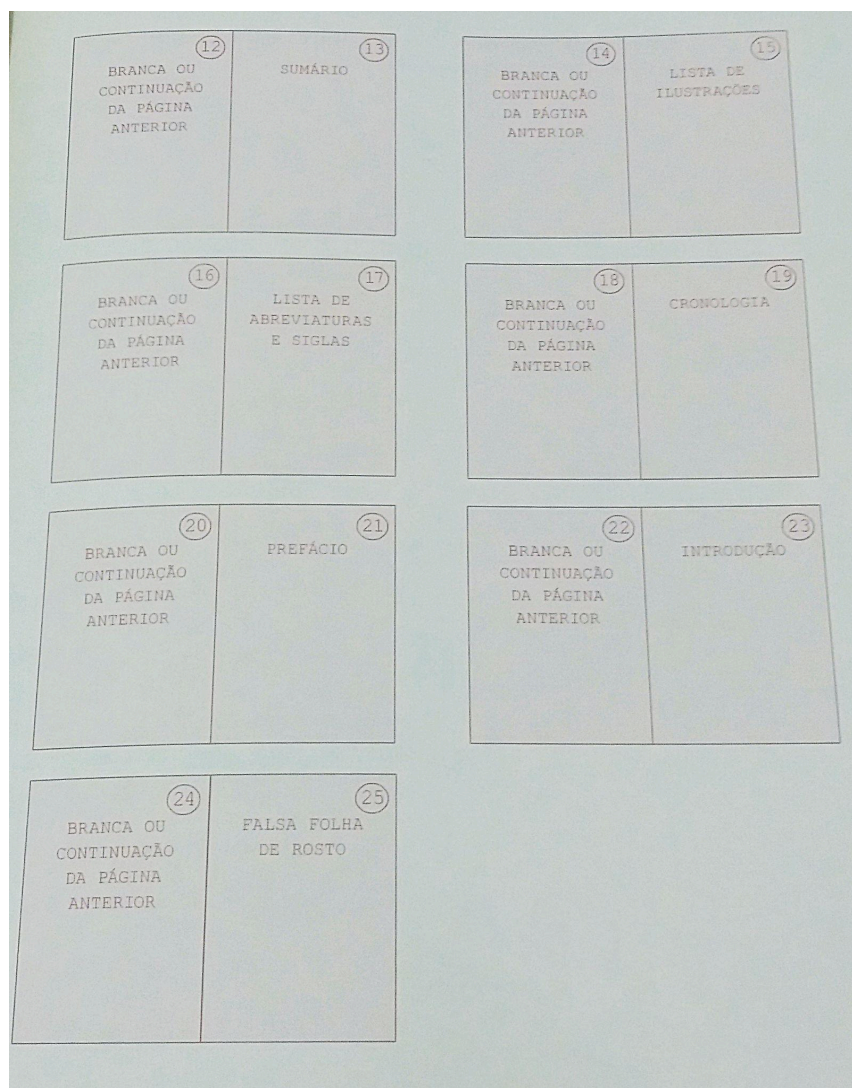 12
BRANCA OU
CONTINUAÇÃO
DA PÁGINA
ANTERIOR
13
SUMÁRIO
14
BRANCA OU
CONTINUAÇÃO
DA PÁGINA
ANTERIOR
15
LISTA DE
ILUSTRAÇÕES
16
BRANCA OU
CONTINUAÇÃO
DA PÁGINA
ANTERIOR
17
LISTA DE
ABREVIATURAS
E SIGLAS
18
BRANCA OU
CONTINUAÇÃO
DA PÁGINA
ANTERIOR
19
CRONOLOGIA
20
BRANCA OU
CONTINUAÇÃO
DA PÁGINA
ANTERIOR
21
PREFÁCIO
22
BRANCA OU
CONTINUAÇÃO
DA PÁGINA
ANTERIOR
23
INTRODUÇÃO
24
BRANCA OU
CONTINUAÇÃO
DA PÁGINA
ANTERIOR
25
FALSA FOLHA
DE ROSTO